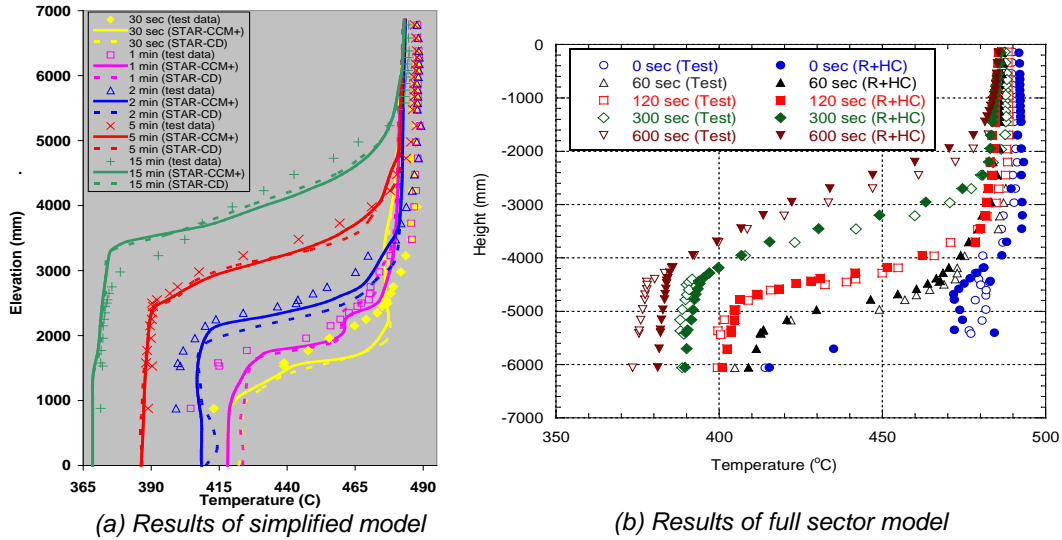 7000
6000
5000
4000
3000
2000
1000
0
Elevation (mm)
30 sec (test data)
30 sec (STAR-CCM+)
30 sec (STAR-CD)
1 min (test data)
1 min (STAR-CCM+)
1 min (STAR-CD)
2 min (test data)
2 min (STAR-CCM+)
2 min (STAR-CD)
5 min (test data)
5 min (STAR-CCM+)
5 min (STAR-CD)
15 min (test data)
15 min (STAR-CCM+)
15 min (STAR-CD)
365 390 415 440 465 490
Temperature (C)
(a) Results of simplified model
0
-1000
-2000
-3000
-4000
-5000
-6000
-7000
Height (mm)
0 sec (Test) 0 sec (R+HC)
60 sec (Test) 60 sec (R+HC)
120 sec (Test) 120 sec (R+HC)
300 sec (Test) 300 sec (R+HC)
600 sec (Test) 600 sec (R+HC)
350 400 450 500
Temperature (°C)
(b) Results of full sector model